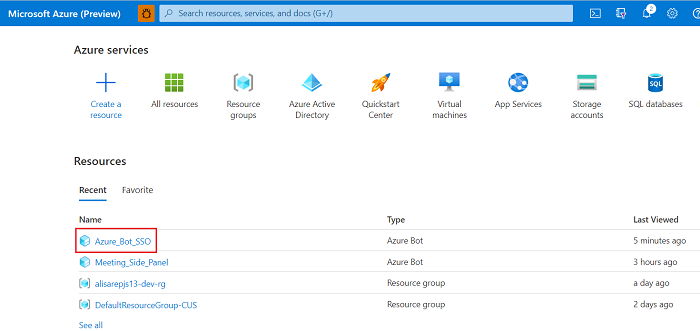 Microsoft Azure (Preview) Search resources, services, and docs (G+/) 2
Azure services
Create a resource
All resources
Resource groups
Azure Active Directory
Quickstart Center
Virtual machines
App Services
Storage accounts
SQL databases
Resources
Recent Favorite
Name Type Last Viewed
Azure_Bot_SSO Azure Bot 5 minutes ago
Meeting_Side_Panel Azure Bot 3 hours ago
alisarepjs13-dev-rg Resource group a day ago
DefaultResourceGroup-CUS Resource group 2 days ago
See all